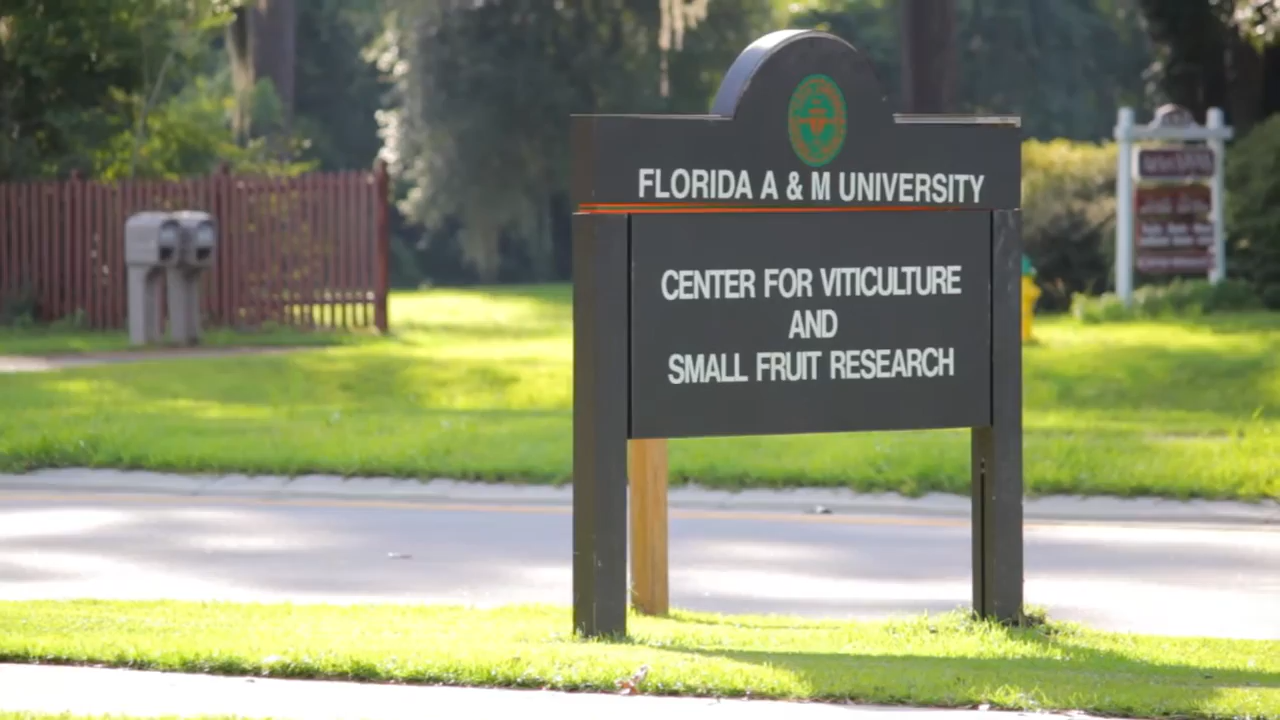 FLORIDA A & M UNIVERSITY
CENTER FOR VITICULTURE
AND
SMALL FRUIT RESEARCH